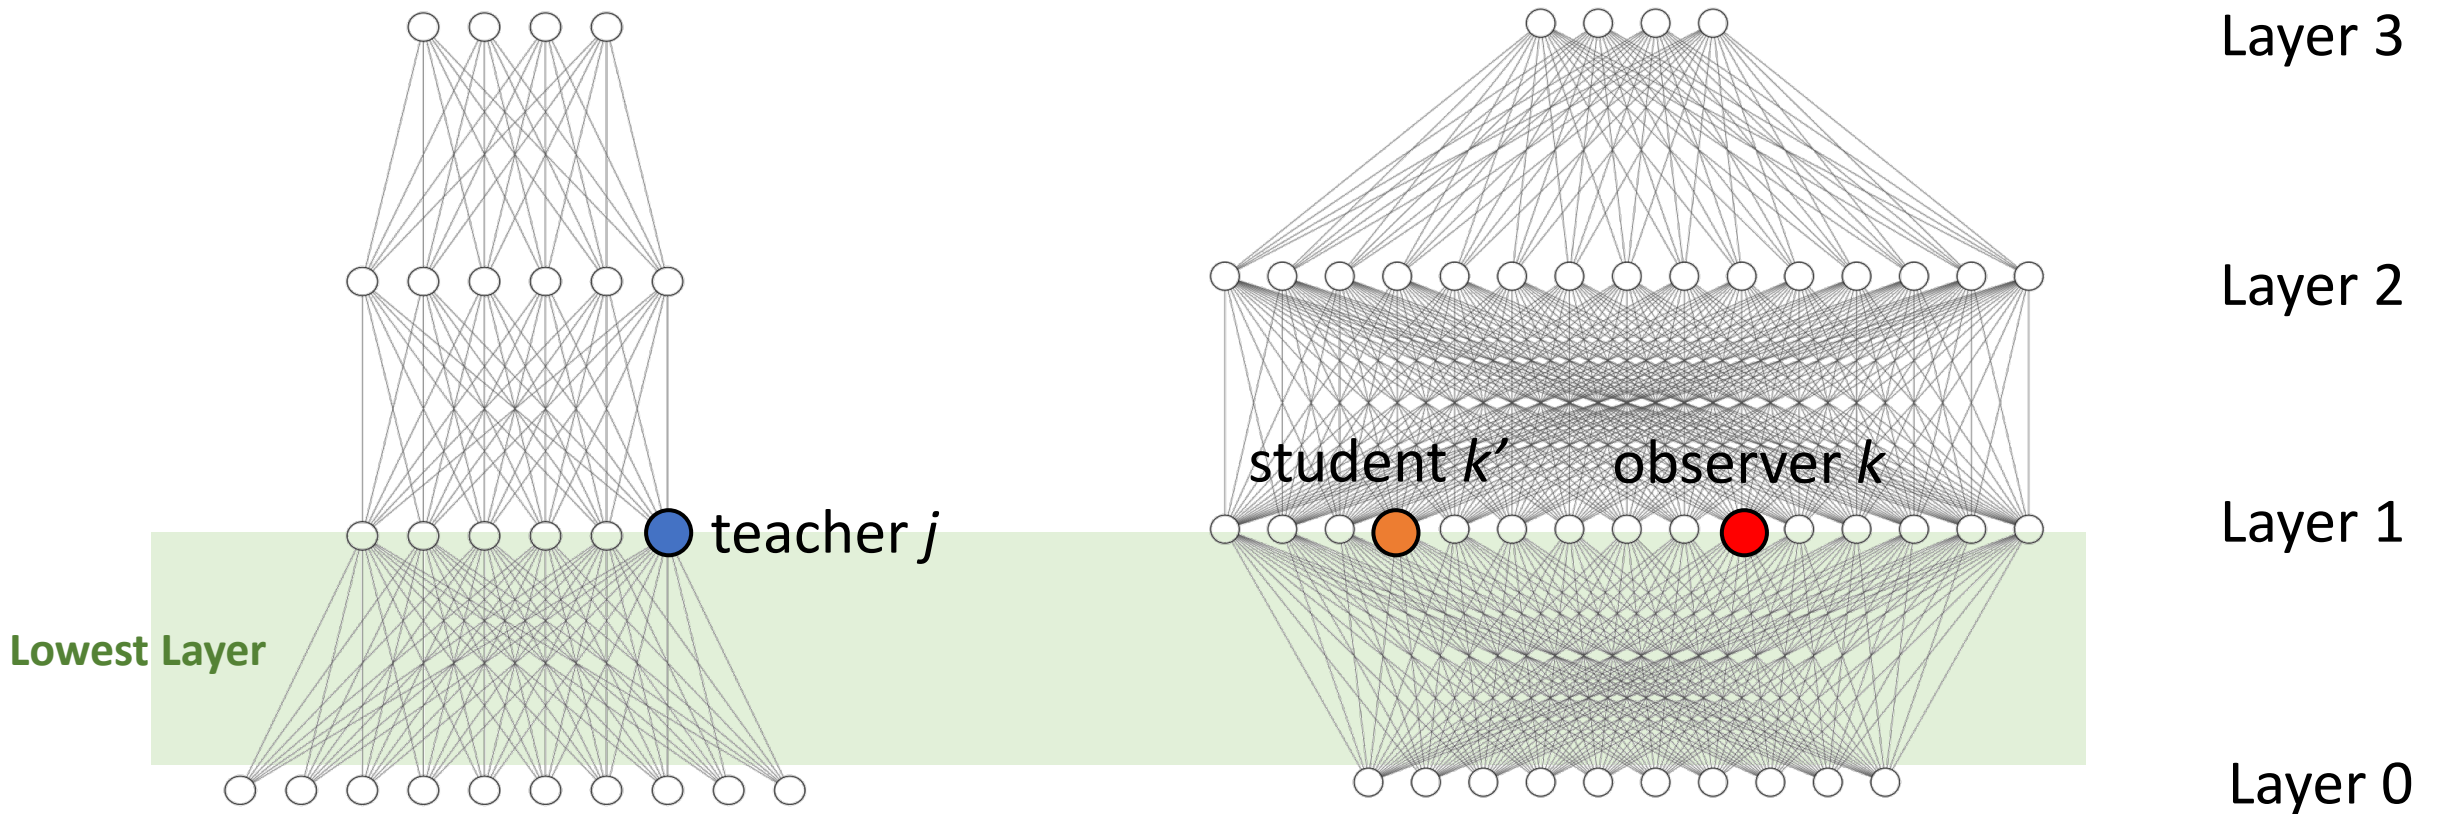 Layer 3
Layer 2
student k′
observer k
teacher j
Layer 1
Lowest Layer
Layer 0